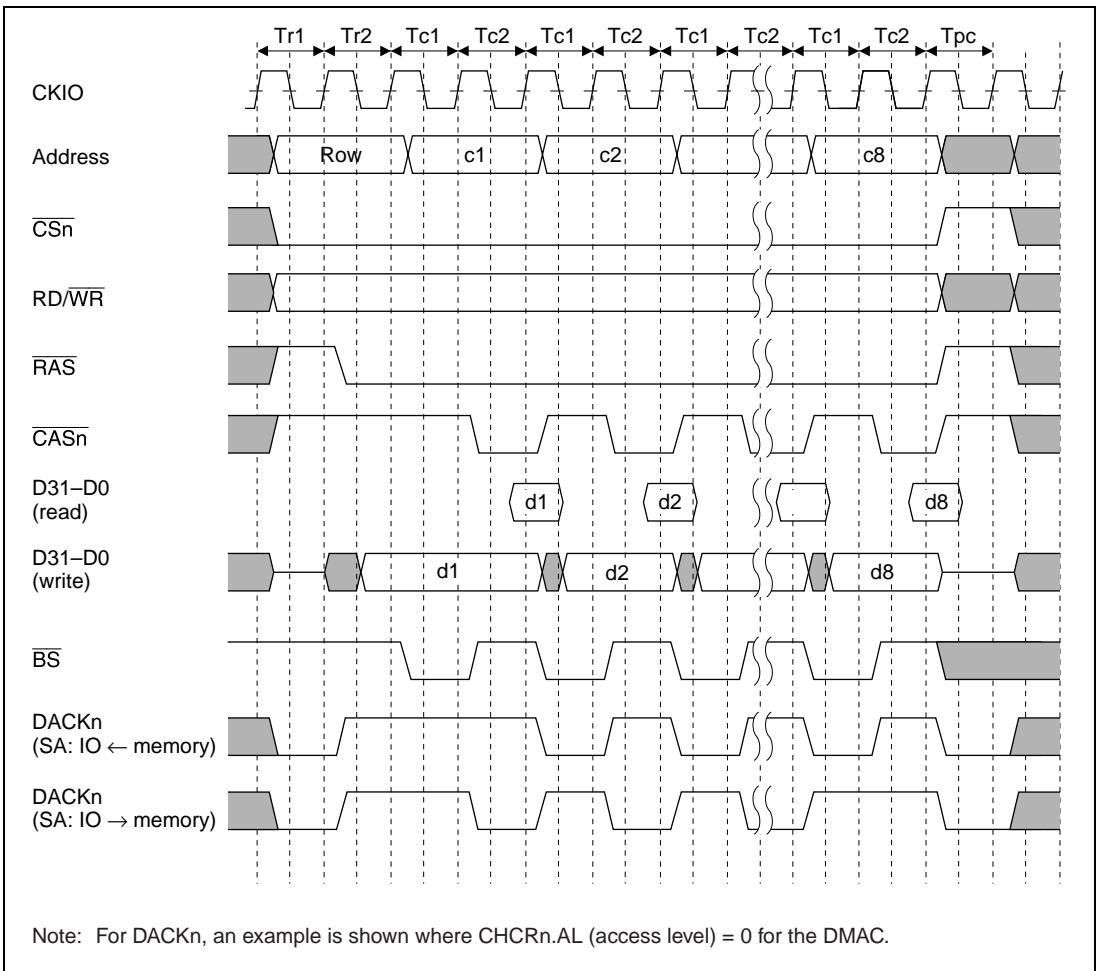 Tr1 Tr2 Tc1 Tc2 Tc1 Tc2 Tc1 Tc2 Tc1 Tc2 Tpc
CKIO
Address Row c1 c2 c8
CSn
RD/WR
RAS
CASn
D31–D0
(read) d1 d2 d8
D31–D0
(write) d1 d2 d8
BS
DACKn
(SA: IO ← memory)
DACKn
(SA: IO → memory)
Note: For DACKn, an example is shown where CHCRn.AL (access level) = 0 for the DMAC.